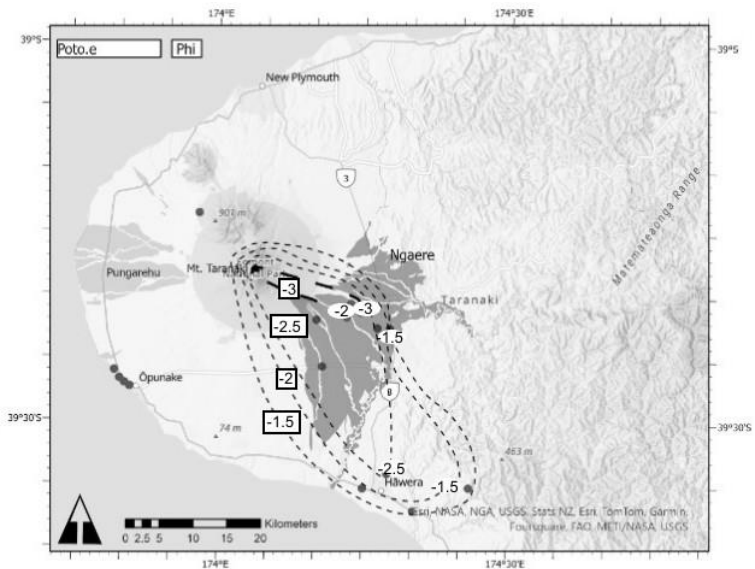 174°E 174°30'E
39°S 39°S
Poto.e Phi
New Plymouth
3
901 m
Ngaere
Matemateaonga Range
Pungarehu Mt. Taranaki
-3
Taranaki
-2 -3
-2.5
-1.5
Ōpunake
-2
8
-1.5
39°30'S 39°30'S
74 m
463 m
-2.5
Hāwera -1.5
Esri, NASA, NGA, USGS, Stats NZ, Esri, TomTom, Garmin,
Foursquare, FAO, METI/NASA, USGS
Kilometers
0 2.5 5 10 15 20
174°E 174°30'E